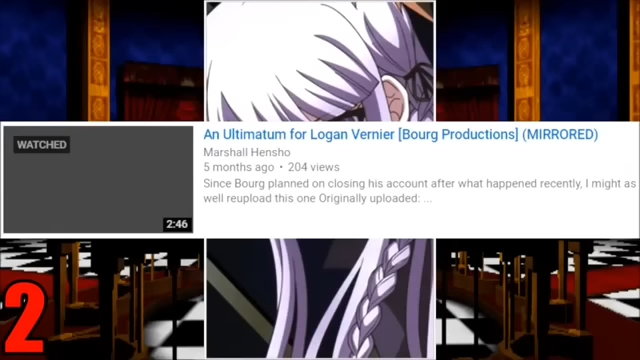 An Ultimatum for Logan Vernier [Bourg Productions] (MIRRORED)
WATCHED
Marshall Hensho
5 months ago • 204 views
Since Bourg planned on closing his account after what happened recently, I might as
well reupload this one Originally uploaded: ...
2:46
2